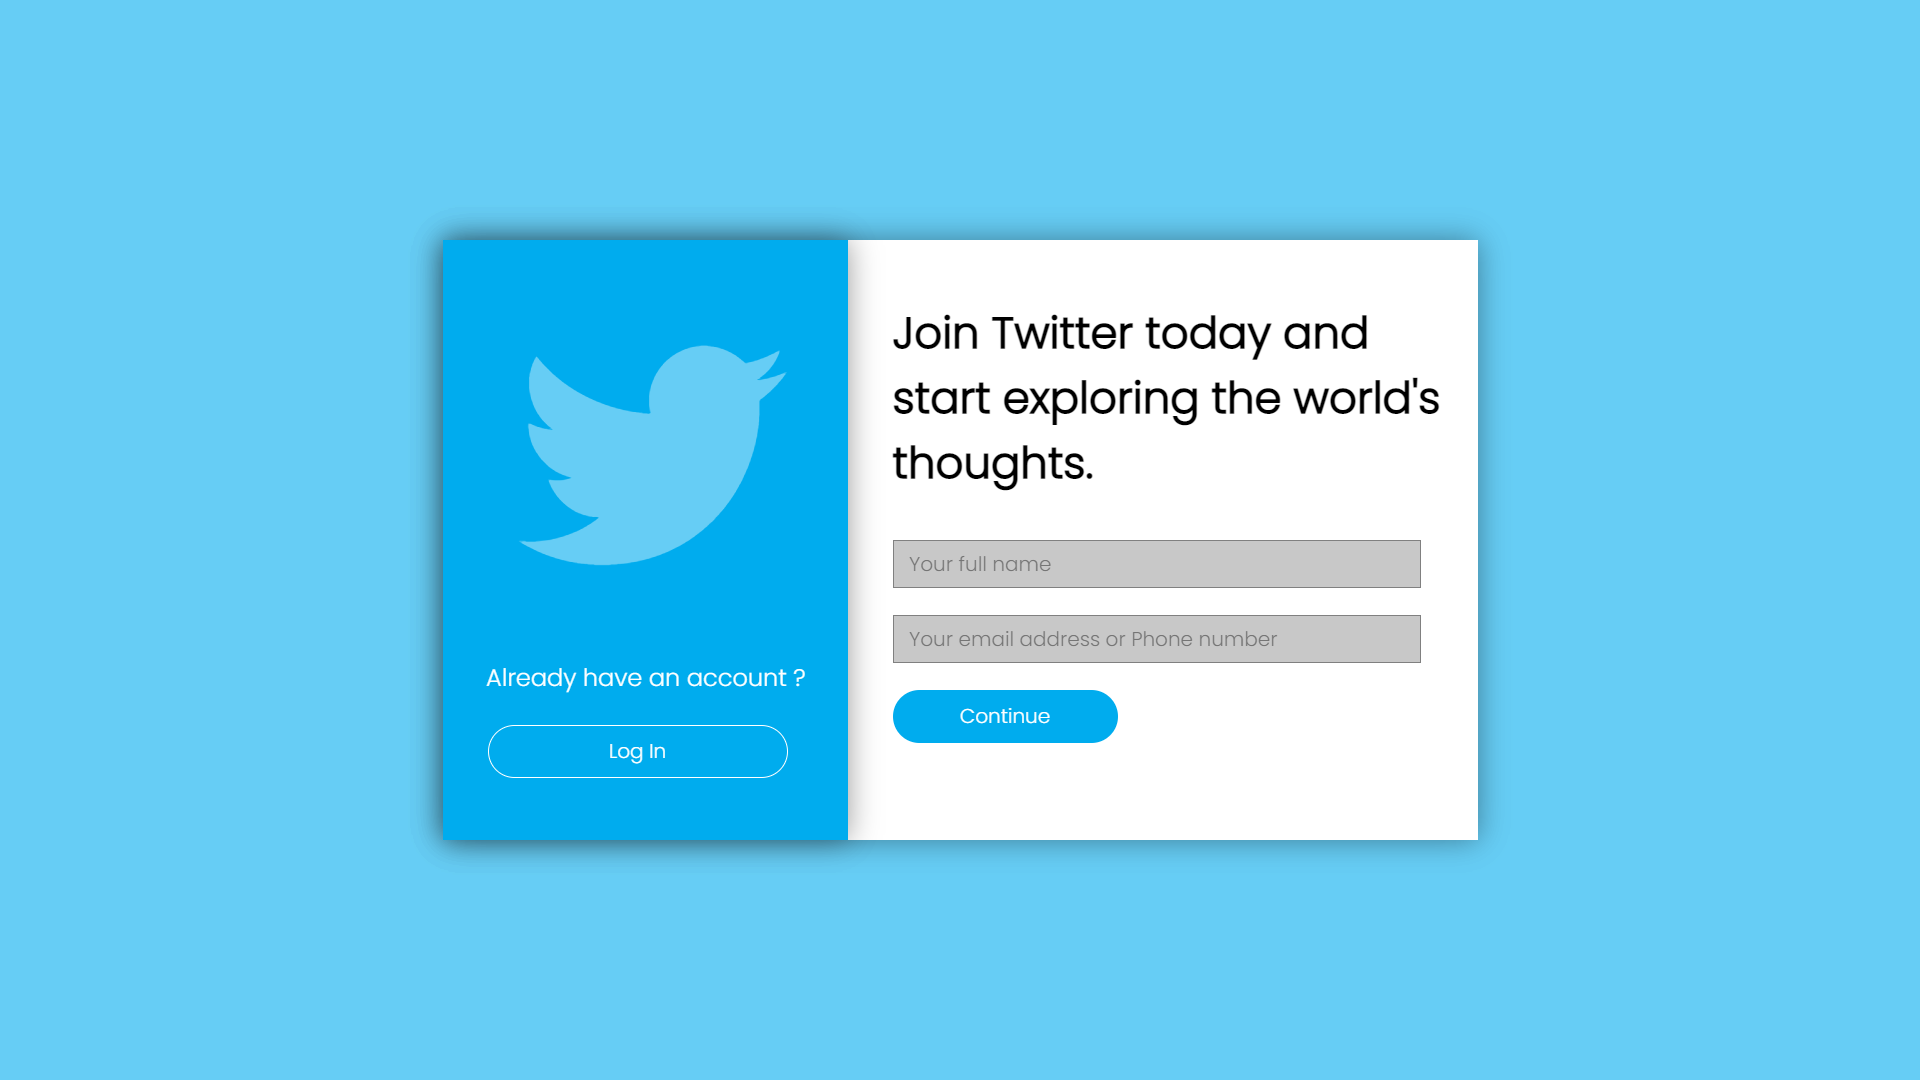 Join Twitter today and
start exploring the world's
thoughts.
Your full name
Your email address or Phone number
Continue
Already have an account ?
Log In